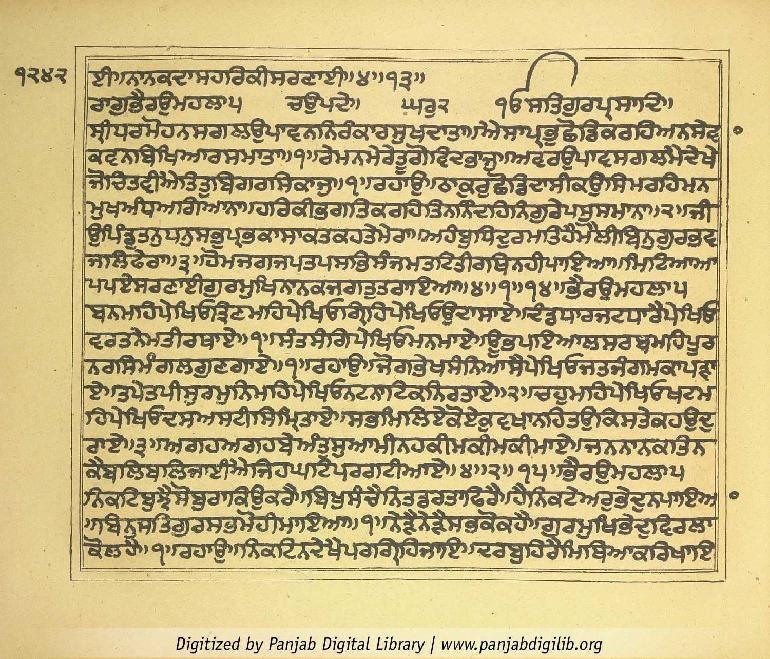 ੧੨੪੨
ਈ॥ਨਾਨਕਦਾਸਹਰਿਕੀਸਰਣਾਈ॥੪॥੧੩॥
ਰਾਗੁਭੈਰਉਮਹਲਾ੫ ਚਉਪਦੇ॥ ਘਰੁ੨ ੴਸਤਿਗੁਰਪ੍ਰਸਾਦਿ॥
ਸ੍ਰੀਧਰਮੋਹਨਸਗਲਉਪਾਵਨਨਿਰੰਕਾਰਸੁਖਦਾਤਾ॥ਐਸਾਪ੍ਰਭੁਛੋਡਿਕਰਹਿਅਨਸੇਵ
ਕਵਨਬਿਖਿਆਰਸਮਾਤਾ॥੧॥ਰੇਮਨਮੇਰੇਤੂਗੋਵਿਦਭਾਜੁ॥ਅਵਰਉਪਾਵਸਗਲਮੈਦੇਖੇ
ਜੋਚਿਤਵੀਐਤਿਤੁਬਿਗਰਸਿਕਾਜੁ॥੧॥ਰਹਾਉ॥ਠਾਕੁਰੁਛੋਡਿਦਾਸੀਕਉਸਿਮਰਹਿਮਨ
ਮੁਖਅੰਧਅਗਿਆਨਾ॥ਹਰਿਕੀਭਗਤਿਕਰਹਿਤਿਨਨਿੰਦਹਿਨਿਗੁਰੇਪਸੂਸਮਾਨਾ॥੨॥ਜੀ
ਉਪਿੰਡੁਤਨੁਧਨੁਸਭੁਪ੍ਰਭਕਾਸਾਕਤਕਹਤੇਮੇਰਾ॥ਅਹੰਬੁਧਿਦੁਰਮਤਿਹੈਮੈਲੀਬਿਨੁਗੁਰਭਵ
ਜਲਿਫੇਰਾ॥੩॥ਹੋਮਜਗਜਪਤਪਸਭਿਸੰਜਮਤਟਿਤੀਰਥਿਨਹੀਪਾਇਆ॥ਮਿਟਿਆਆ
ਪੁਪਏਸਰਣਾਈਗੁਰਮੁਖਿਨਾਨਕਜਗਤੁਤਰਾਇਆ॥੪॥੧॥੧੪॥ਭੈਰਉਮਹਲਾ੫
ਬਨਮਹਿਪੇਖਿਓਤ੍ਰਿਣਮਹਿਪੇਖਿਓਗ੍ਰਿਹਿਪੇਖਿਓਉਦਾਸਾਏ॥ਦੰਡਧਾਰਜਟਧਾਰੈਪੇਖਿਓ
ਵਰਤਨੇਮਤੀਰਥਾਏ॥੧॥ਸੰਤਸੰਗਿਪੇਖਿਓਮਨਮਾਏ॥ਊਭਪਇਆਲਸਰਬਮਹਿਪੂਰ
ਨਰਸਿਮੰਗਲਗੁਣਗਾਏ॥੧॥ਰਹਾਉ॥ਜੋਗਭੇਖਸੰਨਿਆਸੈਪੇਖਿਓਜਤਜੰਗਮਕਾਪੜਾ
ਏ॥ਤਪੀਤਪੀਸੁਰਮੁਨਿਮਹਿਪੇਖਿਓਨਟਨਾਟਿਕਨਿਰਤਾਏ॥੨॥ਚਹੁਮਹਿਪੇਖਿਓਖਟਮ
ਹਿਪੇਖਿਓਦਸਅਸਟੀਸਿੰਮ੍ਰਿਤਾਏ॥ਸਭਮਿਲਿਏਕੋਏਕੁਵਖਾਨਹਿਤਉਕਿਸਤੇਕਹਉਦੁ
ਰਾਏ॥੩॥ਅਗਹਅਗਹਬੇਅੰਤਸੁਆਮੀਨਹਕੀਮਕੀਮਕੀਮਾਏ॥ਜਨਨਾਨਕਤਿਨ
ਕੈਬਲਿਬਲਿਜਾਈਐਜਿਹਘਟਿਪਰਗਟੀਆਏ॥੪॥੨॥੧੫॥ਭੈਰਉਮਹਲਾ੫
ਨਿਕਟਿਬੁਝੈਸੋਬੁਰਾਕਿਉਕਰੈ॥ਬਿਖੁਸੰਚੈਨਿਤਡਰਤਾਫਿਰੈ॥ਹੈਨਿਕਟੇਅਰੁਭੇਦੁਨਪਾਇਆ
॥ਬਿਨੁਸਤਿਗੁਰਸਭਮੋਹੀਮਾਇਆ॥੧॥ਨੇੜੈਨੇੜੈਸਭਕੋਕਹੈ॥ਗੁਰਮੁਖਿਭੇਦੁਵਿਰਲਾ
ਕੋਲਹੈ॥੧॥ਰਹਾਉ॥ਨਿਕਟਿਨਦੇਖੈਪਰਗ੍ਰਿਹਿਜਾਇ॥ਦਰਬੁਹਿਰੈਮਿਥਿਆਕਰਿਖਾਇ
Digitized by Panjab Digital Library | www.panjabdigilib.org